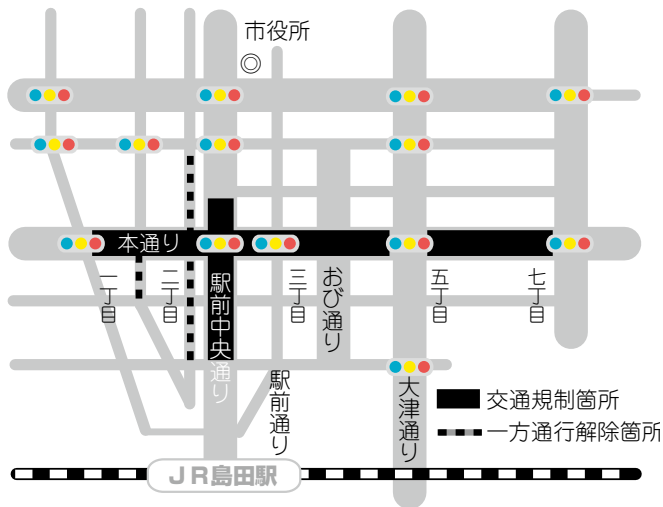 市役所
本通り
一丁目
二丁目
駅前中央通り
三丁目
おび通り
五丁目
七丁目
駅前通り
大津通り
交通規制箇所
一方通行解除箇所
JR島田駅